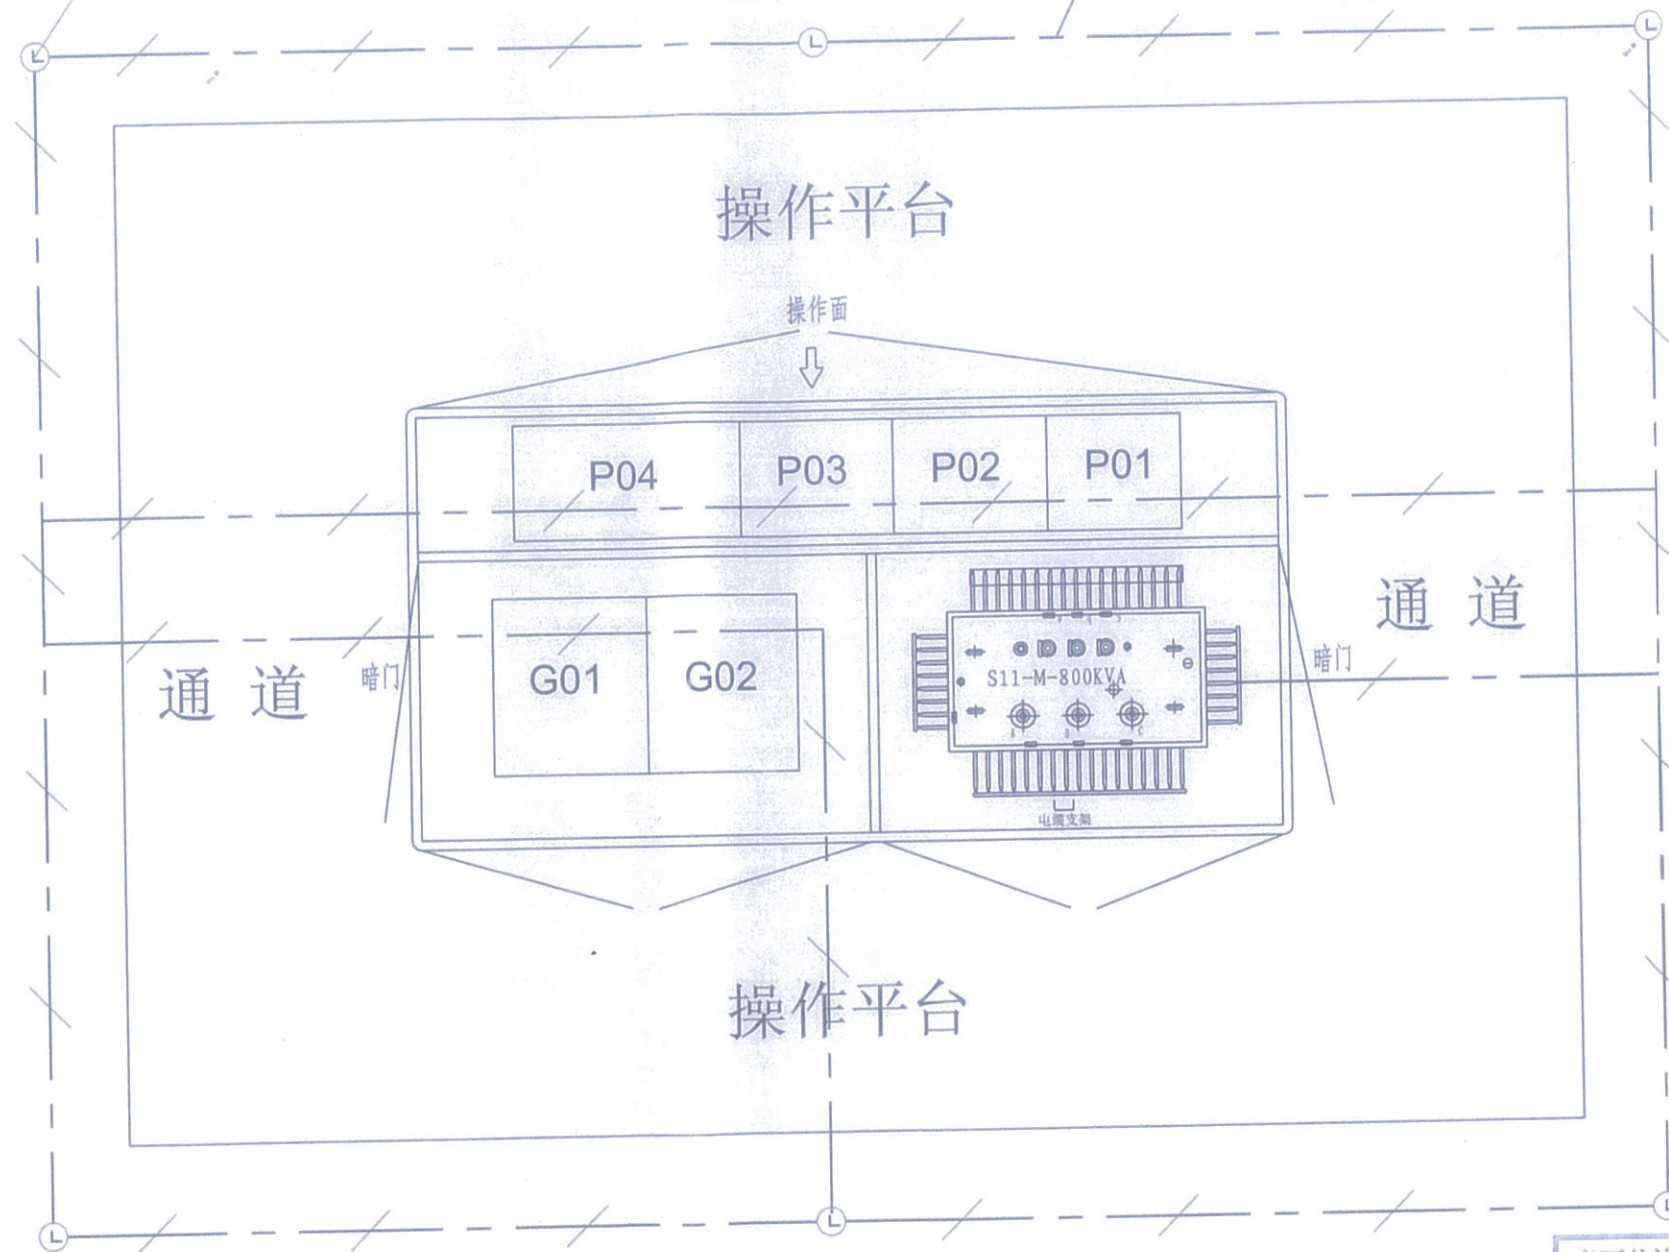 操作平台
操作面
P04 P03 P02 P01
通 道
暗门
G01 G02
S11-M-800KVA
A B C
暗门
通 道
电缆支架
操作平台